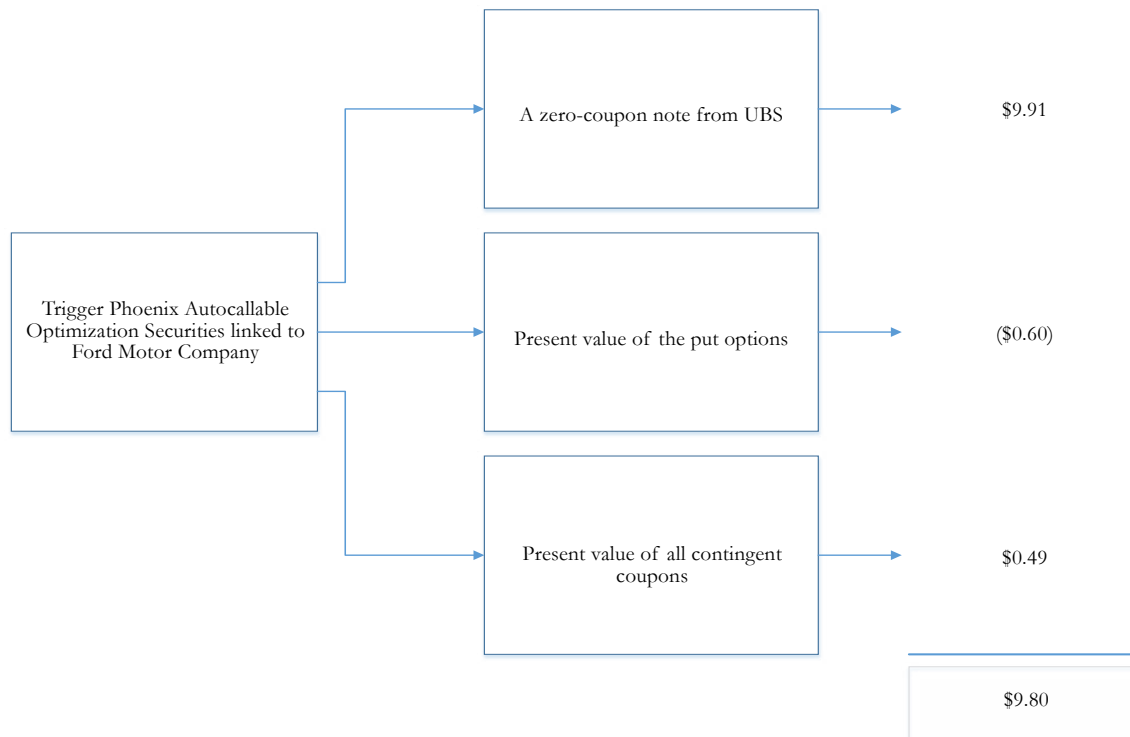 A zero-coupon note from UBS
$9.91
Trigger Phoenix Autocallable
Optimization Securities linked to
Ford Motor Company
Present value of the put options
($0.60)
Present value of all contingent
coupons
$0.49
$9.80